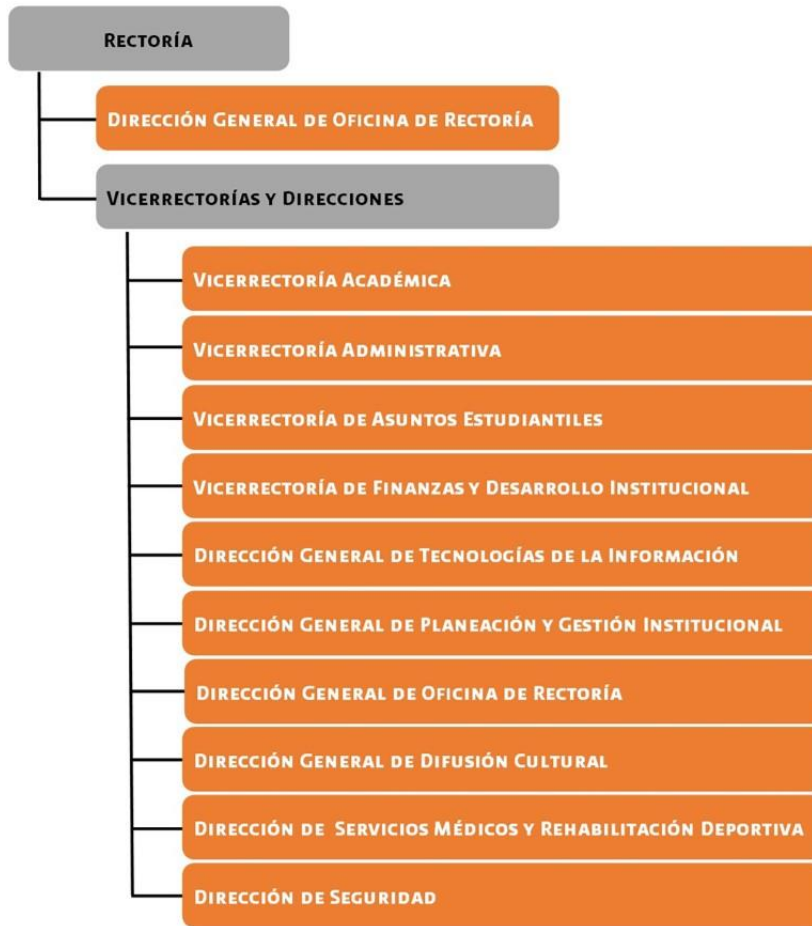 Rectoría
Dirección General de Oficina de Rectoría
Vicerrectorías y Direcciones
Vicerrectoría Académica
Vicerrectoría Administrativa
Vicerrectoría de Asuntos Estudiantiles
Vicerrectoría de Finanzas y Desarrollo Institucional
Dirección General de Tecnologías de la Información
Dirección General de Planeación y Gestión Institucional
Dirección General de Oficina de Rectoría
Dirección General de Difusión Cultural
Dirección de Servicios Médicos y Rehabilitación Deportiva
Dirección de Seguridad